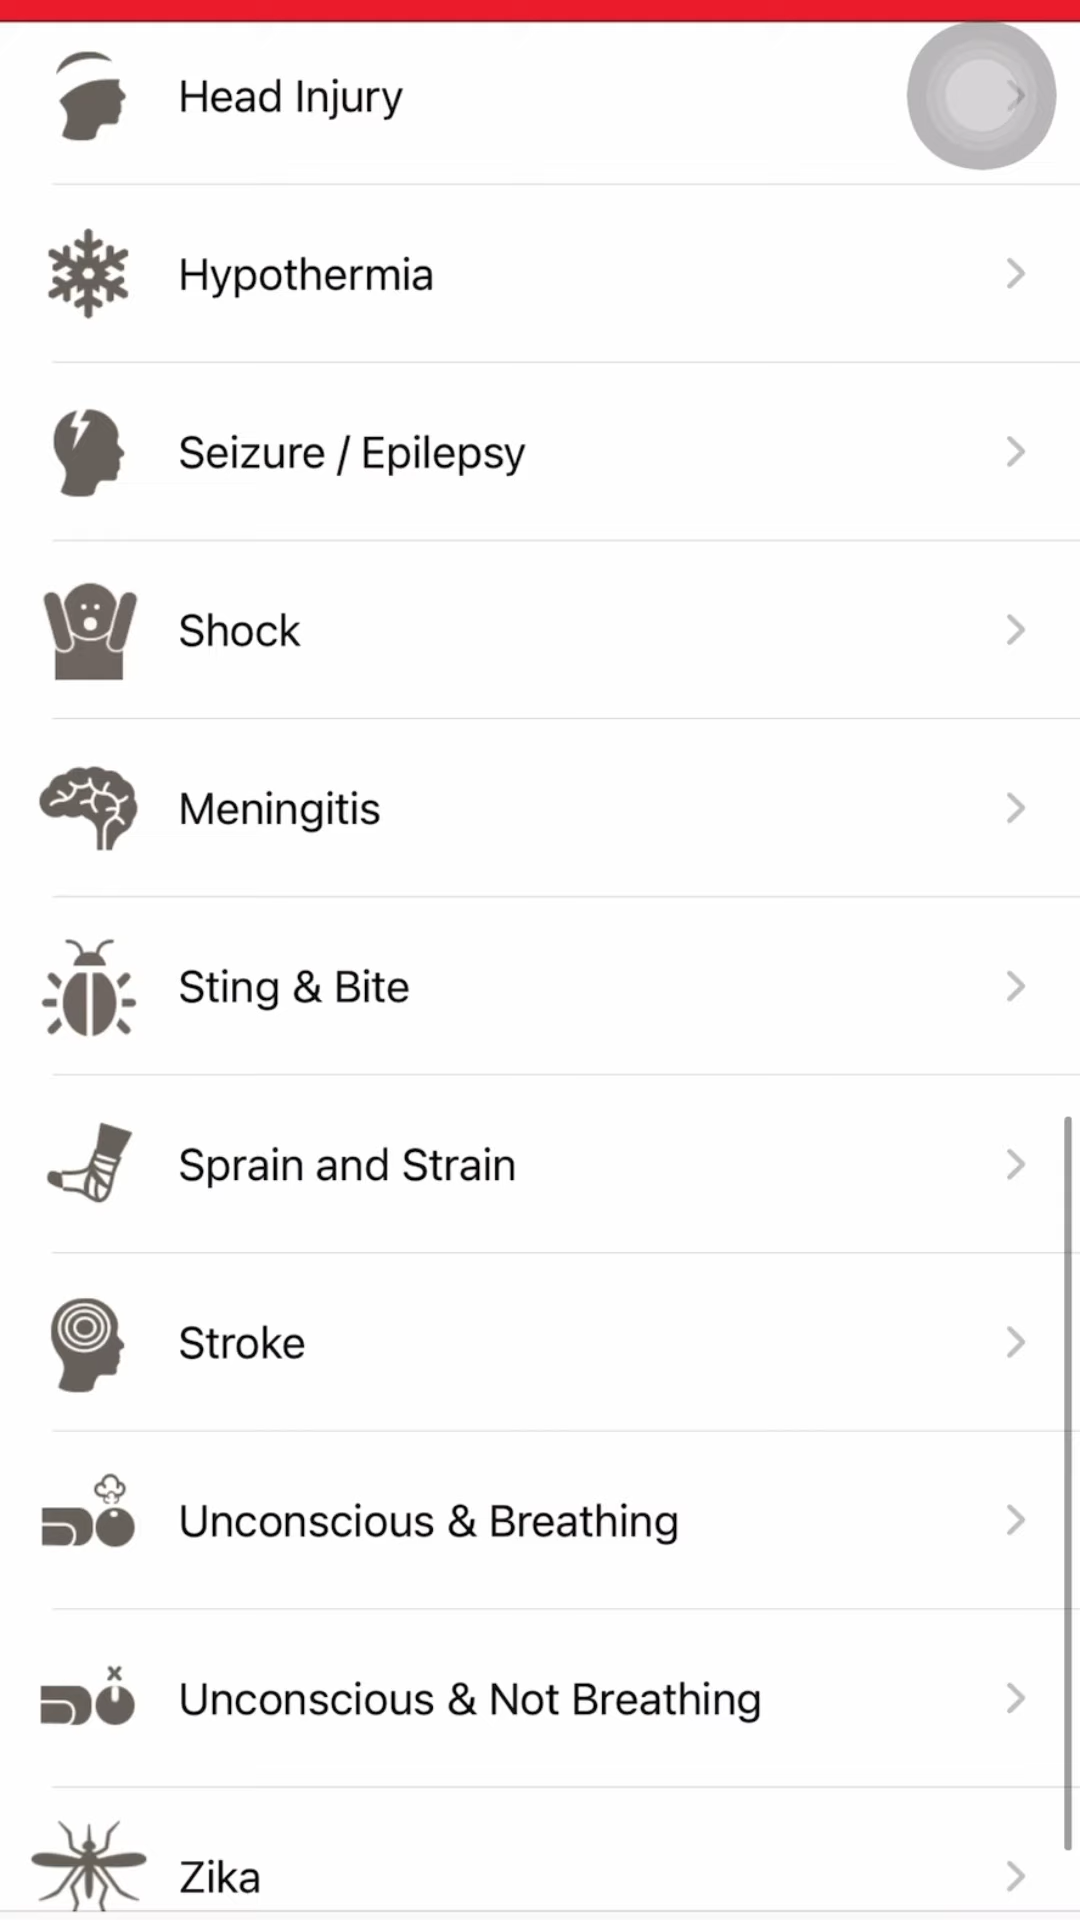 Head Injury
Hypothermia
Seizure / Epilepsy
Shock
Meningitis
Sting & Bite
Sprain and Strain
Stroke
Unconscious & Breathing
Unconscious & Not Breathing
Zika